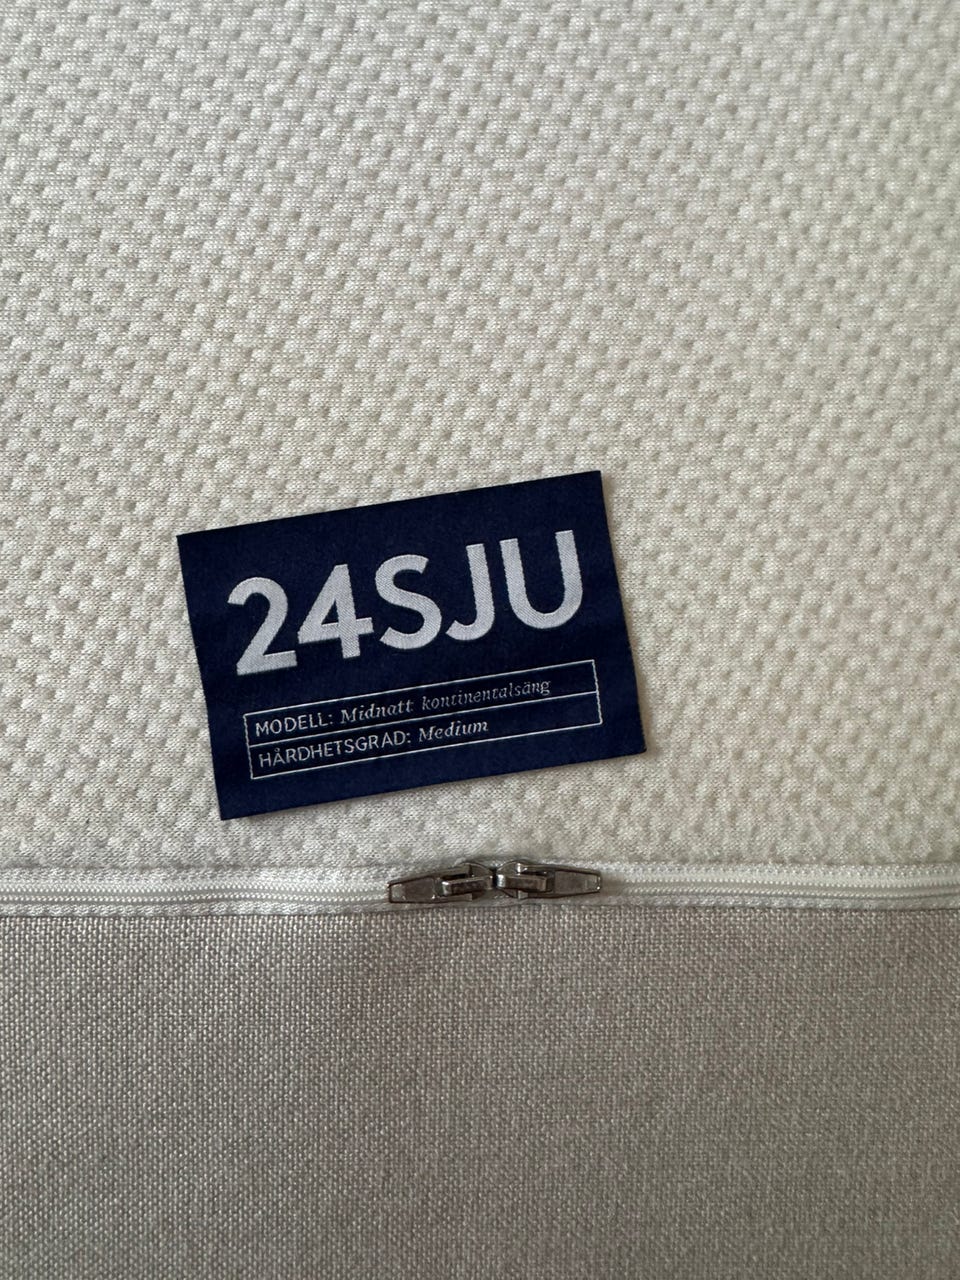 24SJU
MODELL: Midnatt kontinentalsäng
HÅRDHETSGRAD: Medium